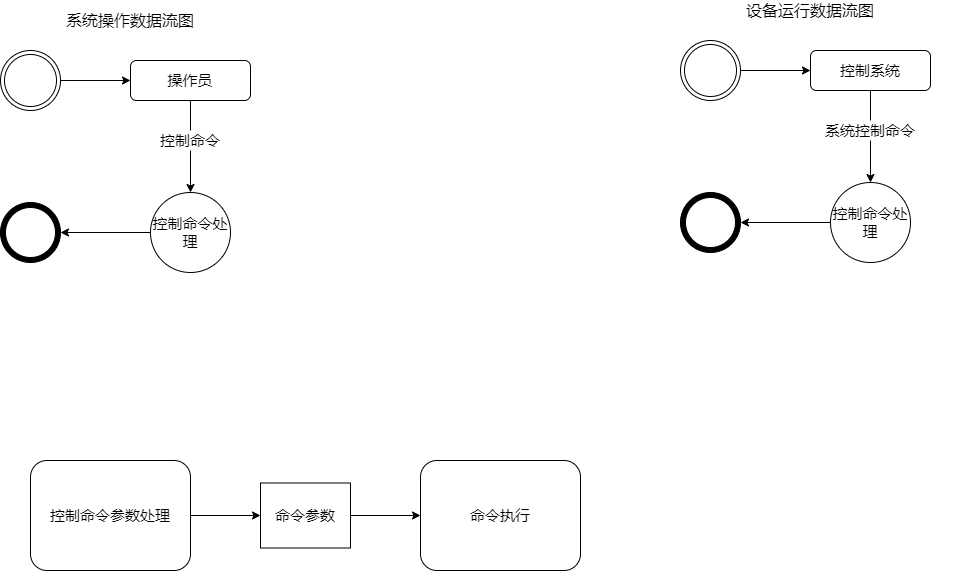 系统操作数据流图
设备运行数据流图
操作员
控制系统
控制命令
系统控制命令
控制命令处
理
控制命令处
理
控制命令参数处理
命令参数
命令执行